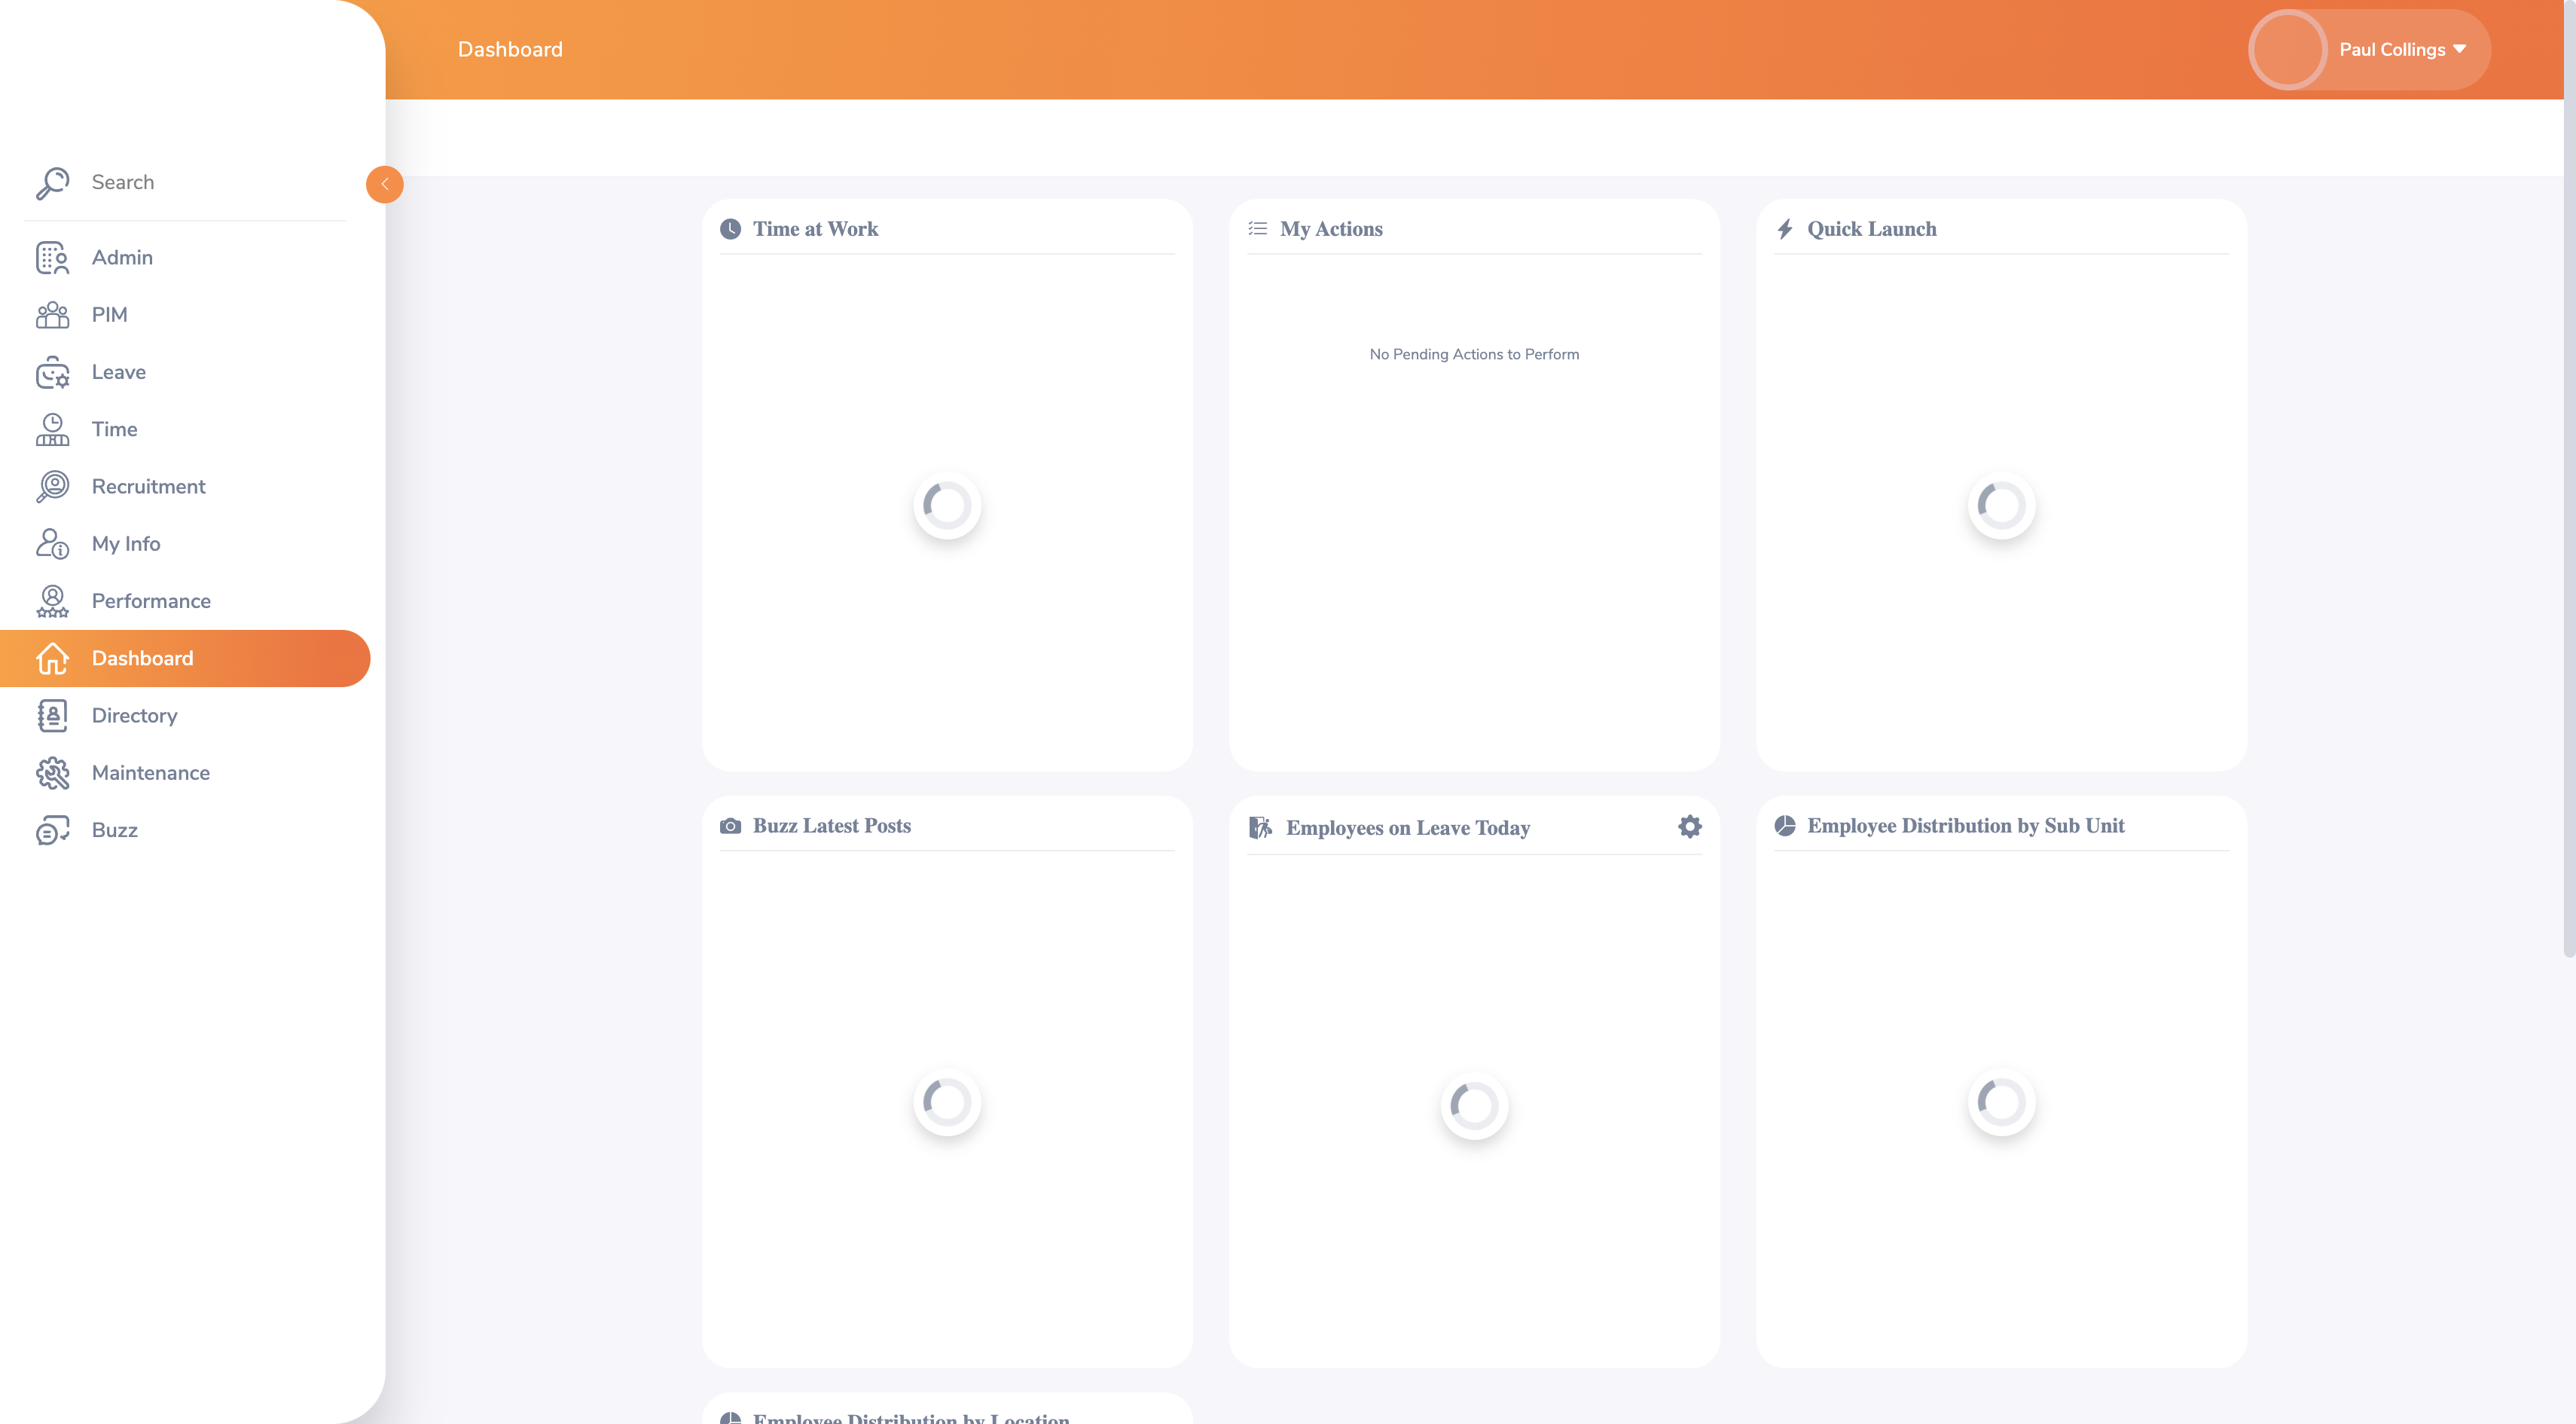 Dashboard
Paul Collings
Search
Admin
PIM
Leave
Time
Recruitment
My Info
Performance
Dashboard
Directory
Maintenance
Buzz
Time at Work
My Actions
No Pending Actions to Perform
Quick Launch
Buzz Latest Posts
Employees on Leave Today
Employee Distribution by Sub Unit
Employee Distribution by Location